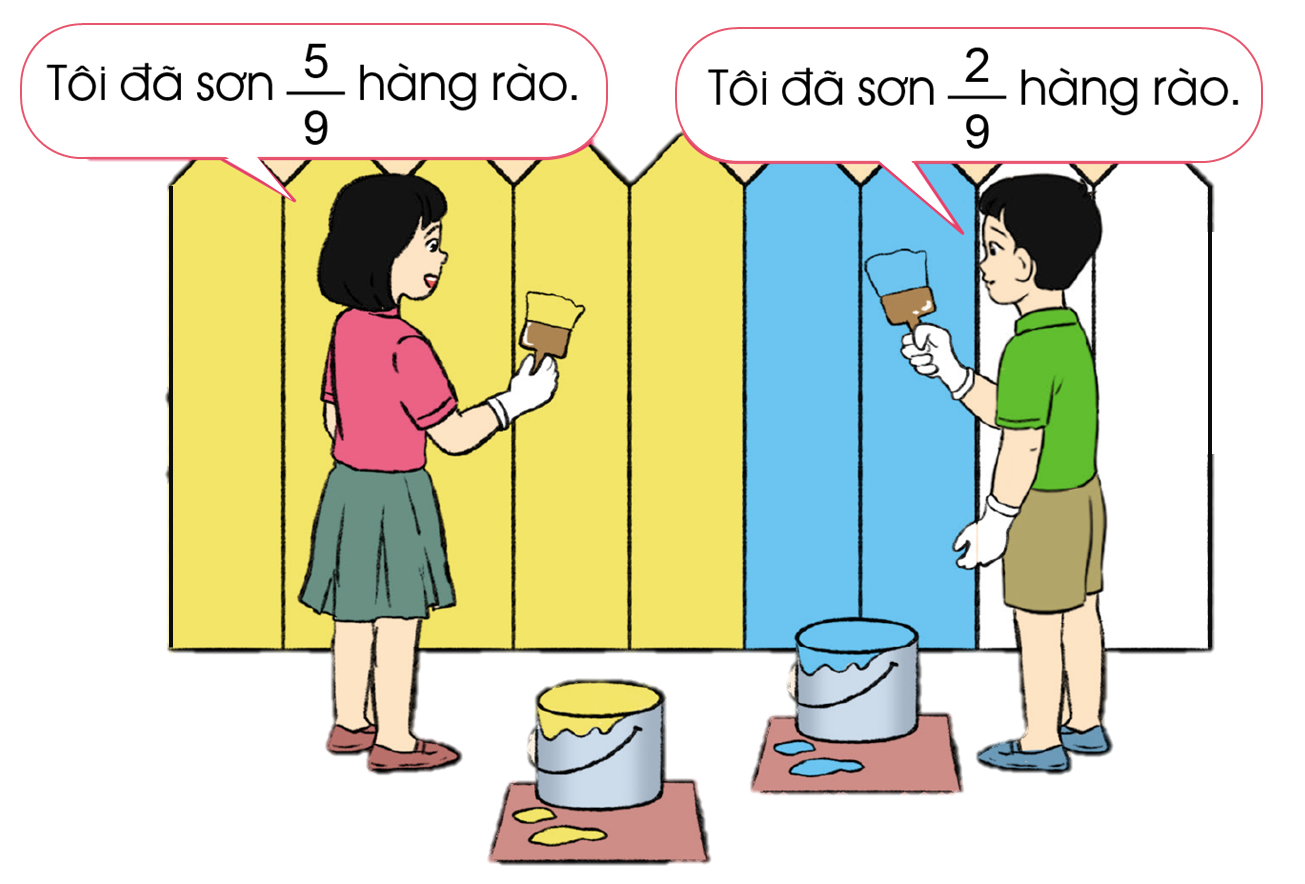 Tôi đã sơn 5/9 hàng rào.
Tôi đã sơn 2/9 hàng rào.